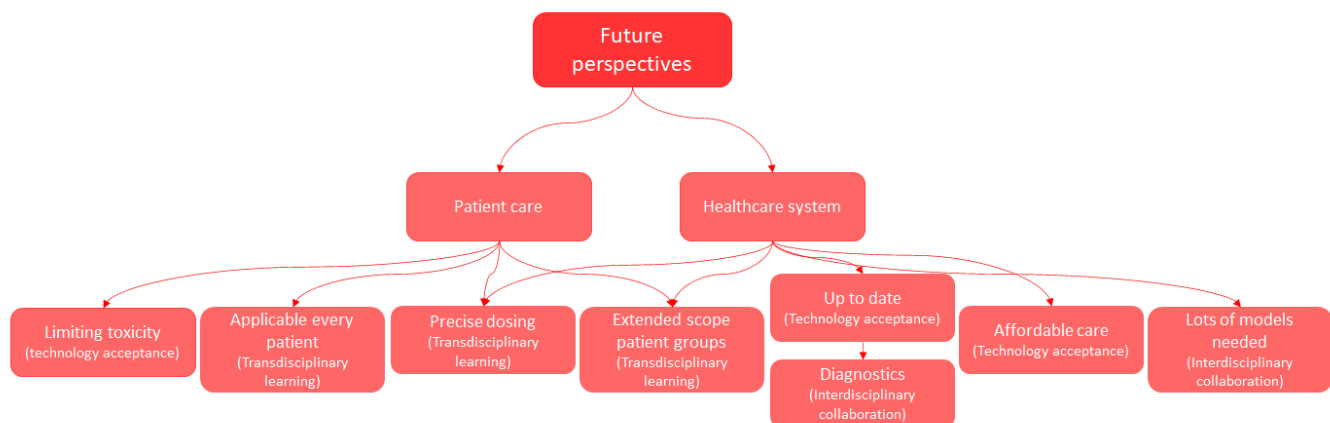 Future
perspectives
Patient care
Healthcare system
Limiting toxicity
(technology acceptance)
Applicable every
patient
(Transdisciplinary
learning)
Precise dosing
(Transdisciplinary
learning)
Extended scope
patient groups
(Transdisciplinary
learning)
Up to date
(Technology acceptance)
Diagnostics
(Interdisciplinary
collaboration)
Affordable care
(Technology acceptance)
Lots of models
needed
(Interdisciplinary
collaboration)